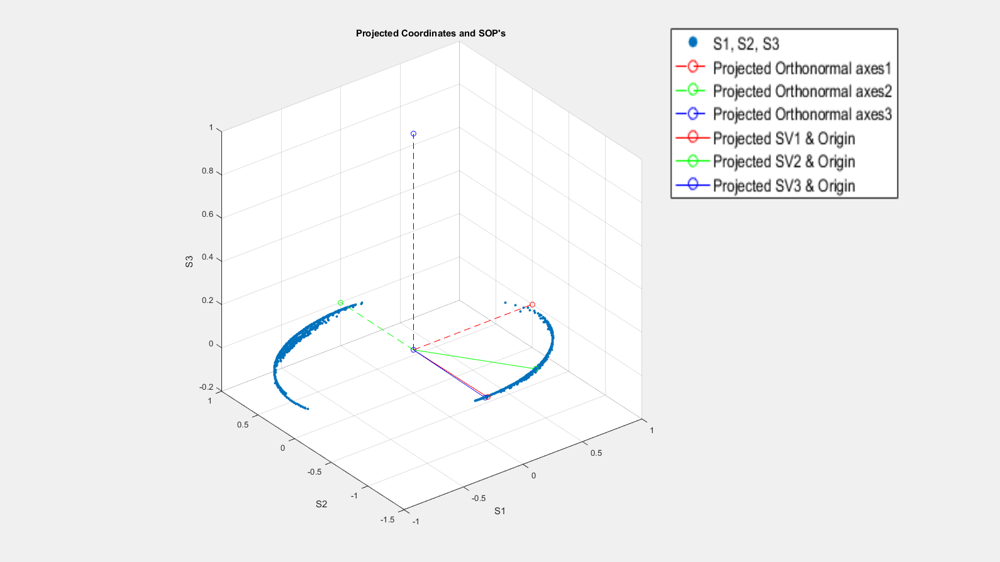 Projected Coordinates and SOP's
S1, S2, S3
Projected Orthonormal axes1
Projected Orthonormal axes2
Projected Orthonormal axes3
Projected SV1 & Origin
Projected SV2 & Origin
Projected SV3 & Origin
1
0.8
0.6
0.4
0.2
0
-0.2
S3
1
0.5
0
-0.5
-1
-1.5
S2
-1
-0.5
0
0.5
1
S1